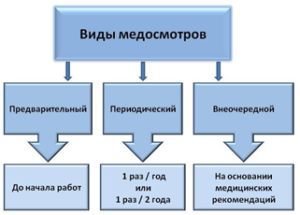 Виды медосмотров
Предварительный
Периодический
Внеочередной
До начала работ
1 раз / год
или
1 раз / 2 года
На основании
медицинских
рекомендаций